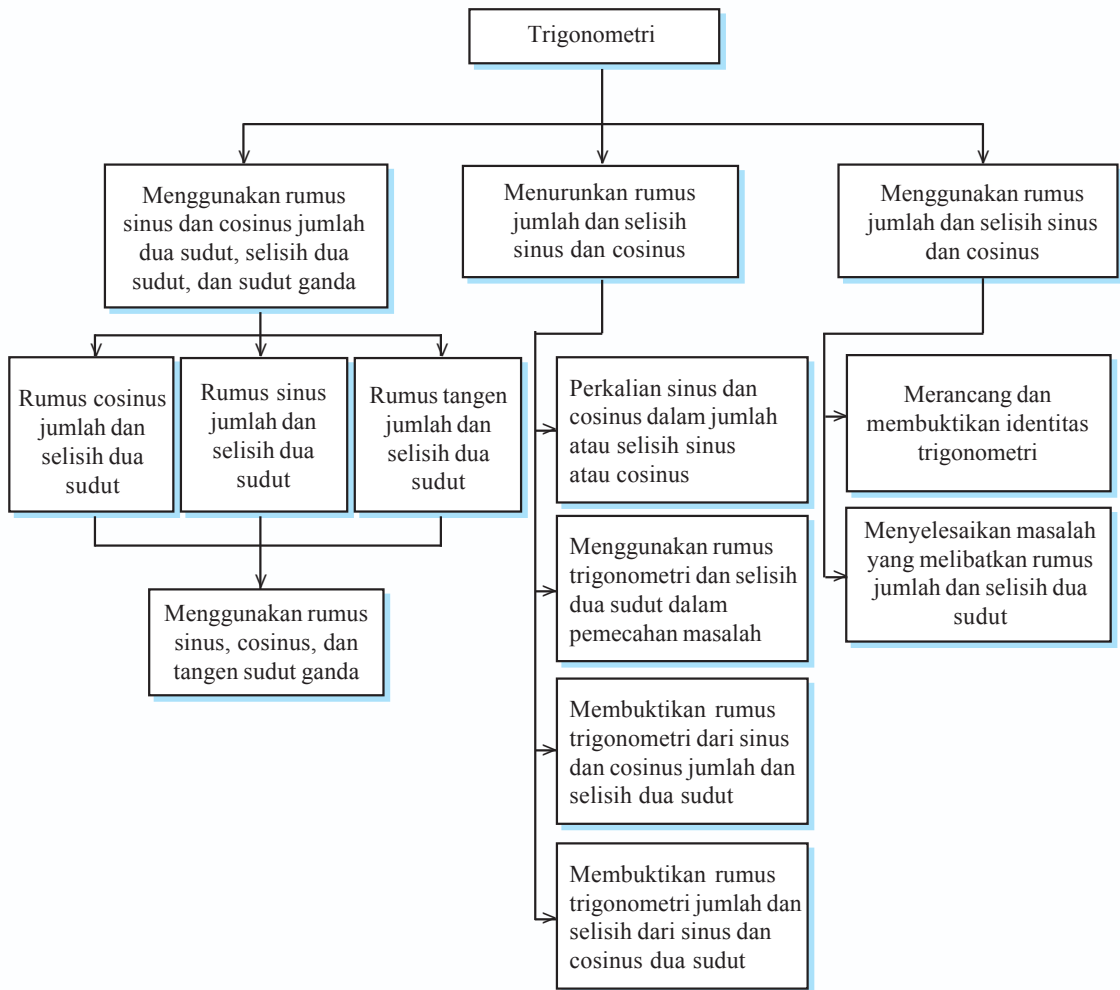 Trigonometri
Menggunakan rumus
sinus dan cosinus jumlah
dua sudut, selisih dua
sudut, dan sudut ganda
Menurunkan rumus
jumlah dan selisih
sinus dan cosinus
Menggunakan rumus
jumlah dan selisih sinus
dan cosinus
Rumus cosinus
jumlah dan
selisih dua
sudut
Rumus sinus
jumlah dan
selisih dua
sudut
Rumus tangen
jumlah dan
selisih dua
sudut
Menggunakan rumus
sinus, cosinus, dan
tangen sudut ganda
Perkalian sinus dan
cosinus dalam jumlah
atau selisih sinus
atau cosinus
Menggunakan rumus
trigonometri dan selisih
dua sudut dalam
pemecahan masalah
Membuktikan rumus
trigonometri dari sinus
dan cosinus jumlah dan
selisih dua sudut
Membuktikan rumus
trigonometri jumlah dan
selisih dari sinus dan
cosinus dua sudut
Merancang dan
membuktikan identitas
trigonometri
Menyelesaikan masalah
yang melibatkan rumus
jumlah dan selisih dua
sudut